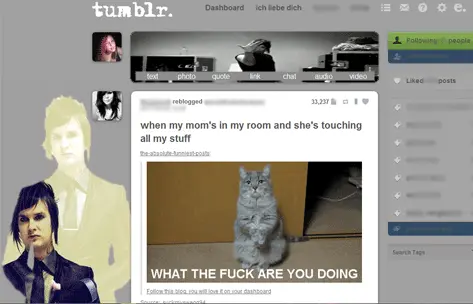 tumblr.
Dashboard ich liebe dich
text photo quote link chat audio video
Following people
reblogged 33,237
Liked posts
when my mom's in my room and she's touching
all my stuff
the-absolute-funniest-posts:
WHAT THE FUCK ARE YOU DOING
Follow this blog, you will love it on your dashboard
Search Tags